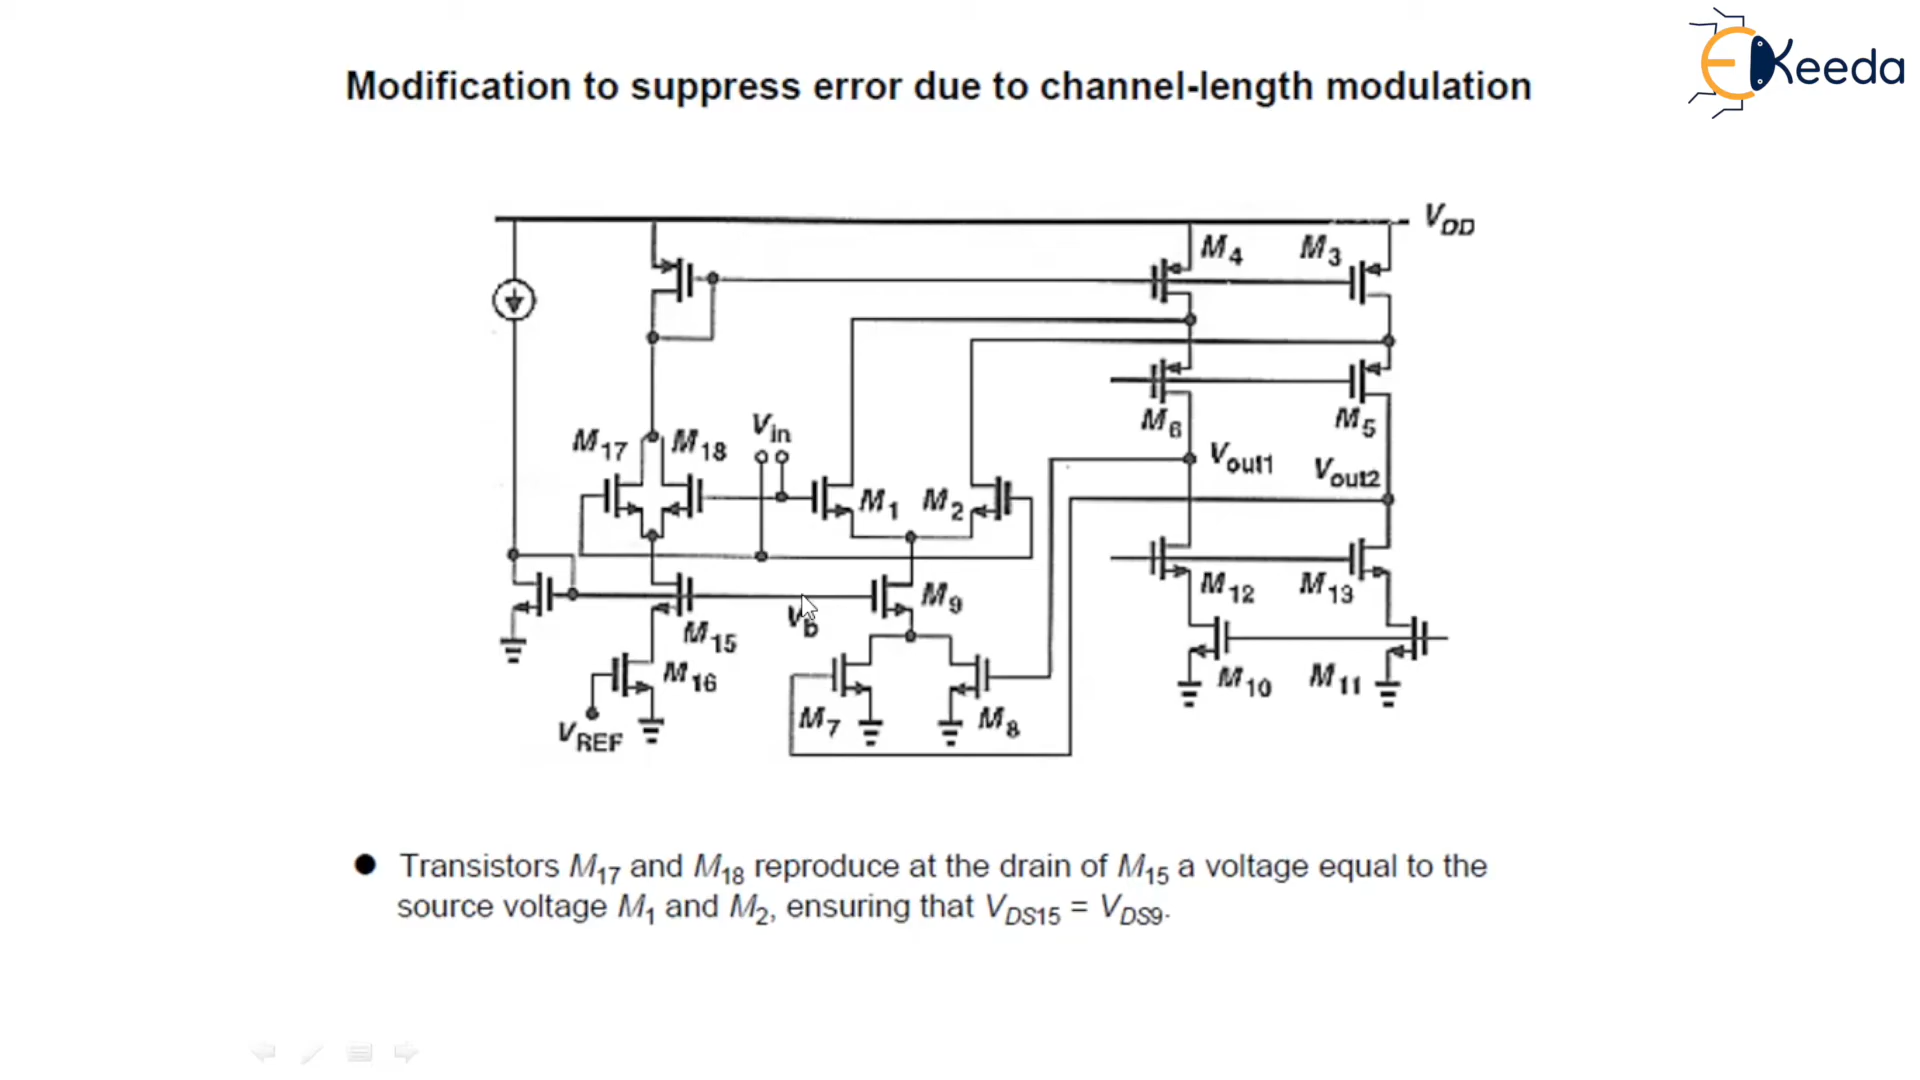 Keeda
Modification to suppress error due to channel-length modulation
VDD
M4
M3
M6
M5
M17
M18
Vin
M1
M2
Vout1
Vout2
M12
M13
M9
Vb
M15
M16
M10
M11
M7
M8
VREF
● Transistors M17 and M18 reproduce at the drain of M15 a voltage equal to the
source voltage M1 and M2, ensuring that VDS15 = VDS9.